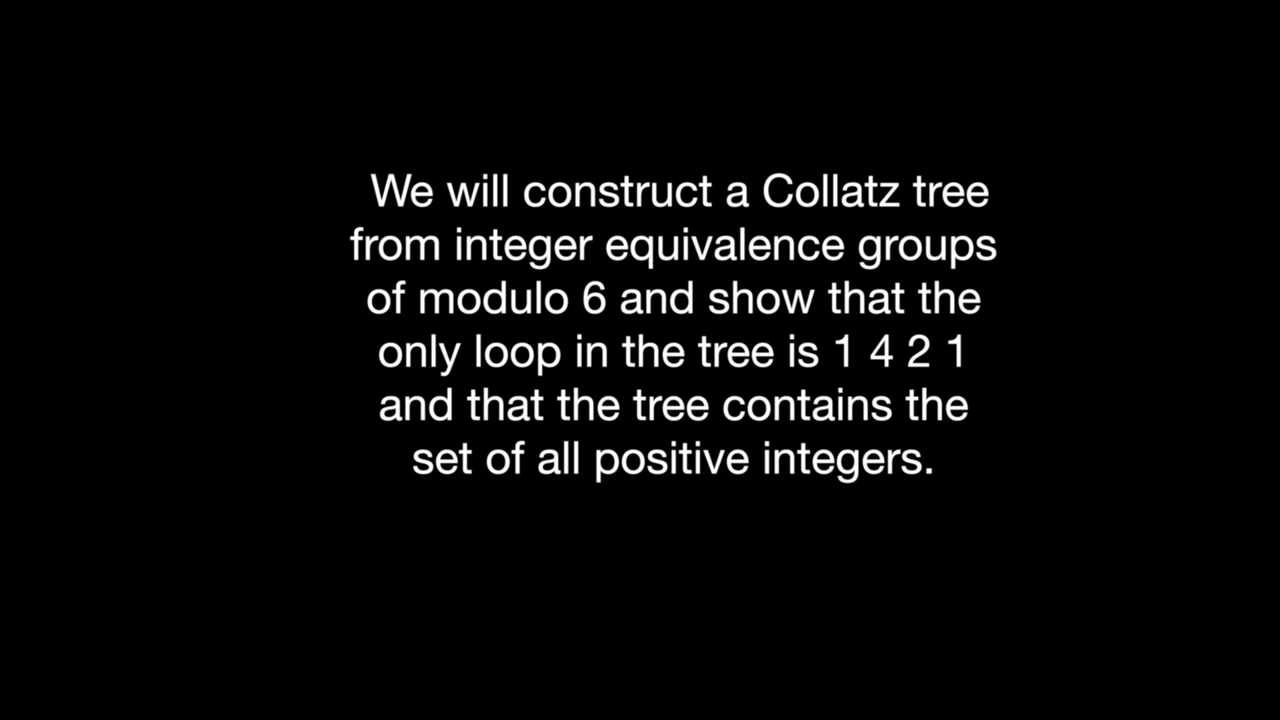 We will construct a Collatz tree
from integer equivalence groups
of modulo 6 and show that the
only loop in the tree is 1 4 2 1
and that the tree contains the
set of all positive integers.